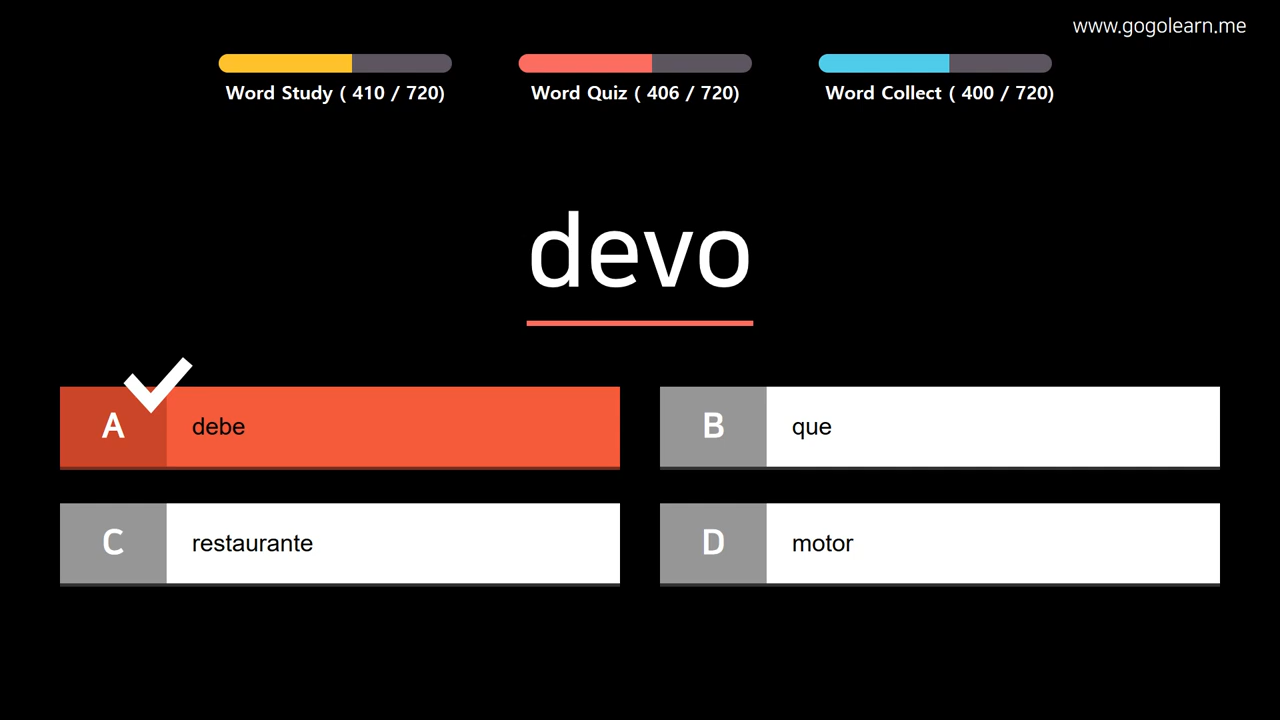 www.gogolearn.me
Word Study ( 410 / 720)
Word Quiz ( 406 / 720)
Word Collect ( 400 / 720)
devo
A debe
B que
C restaurante
D motor